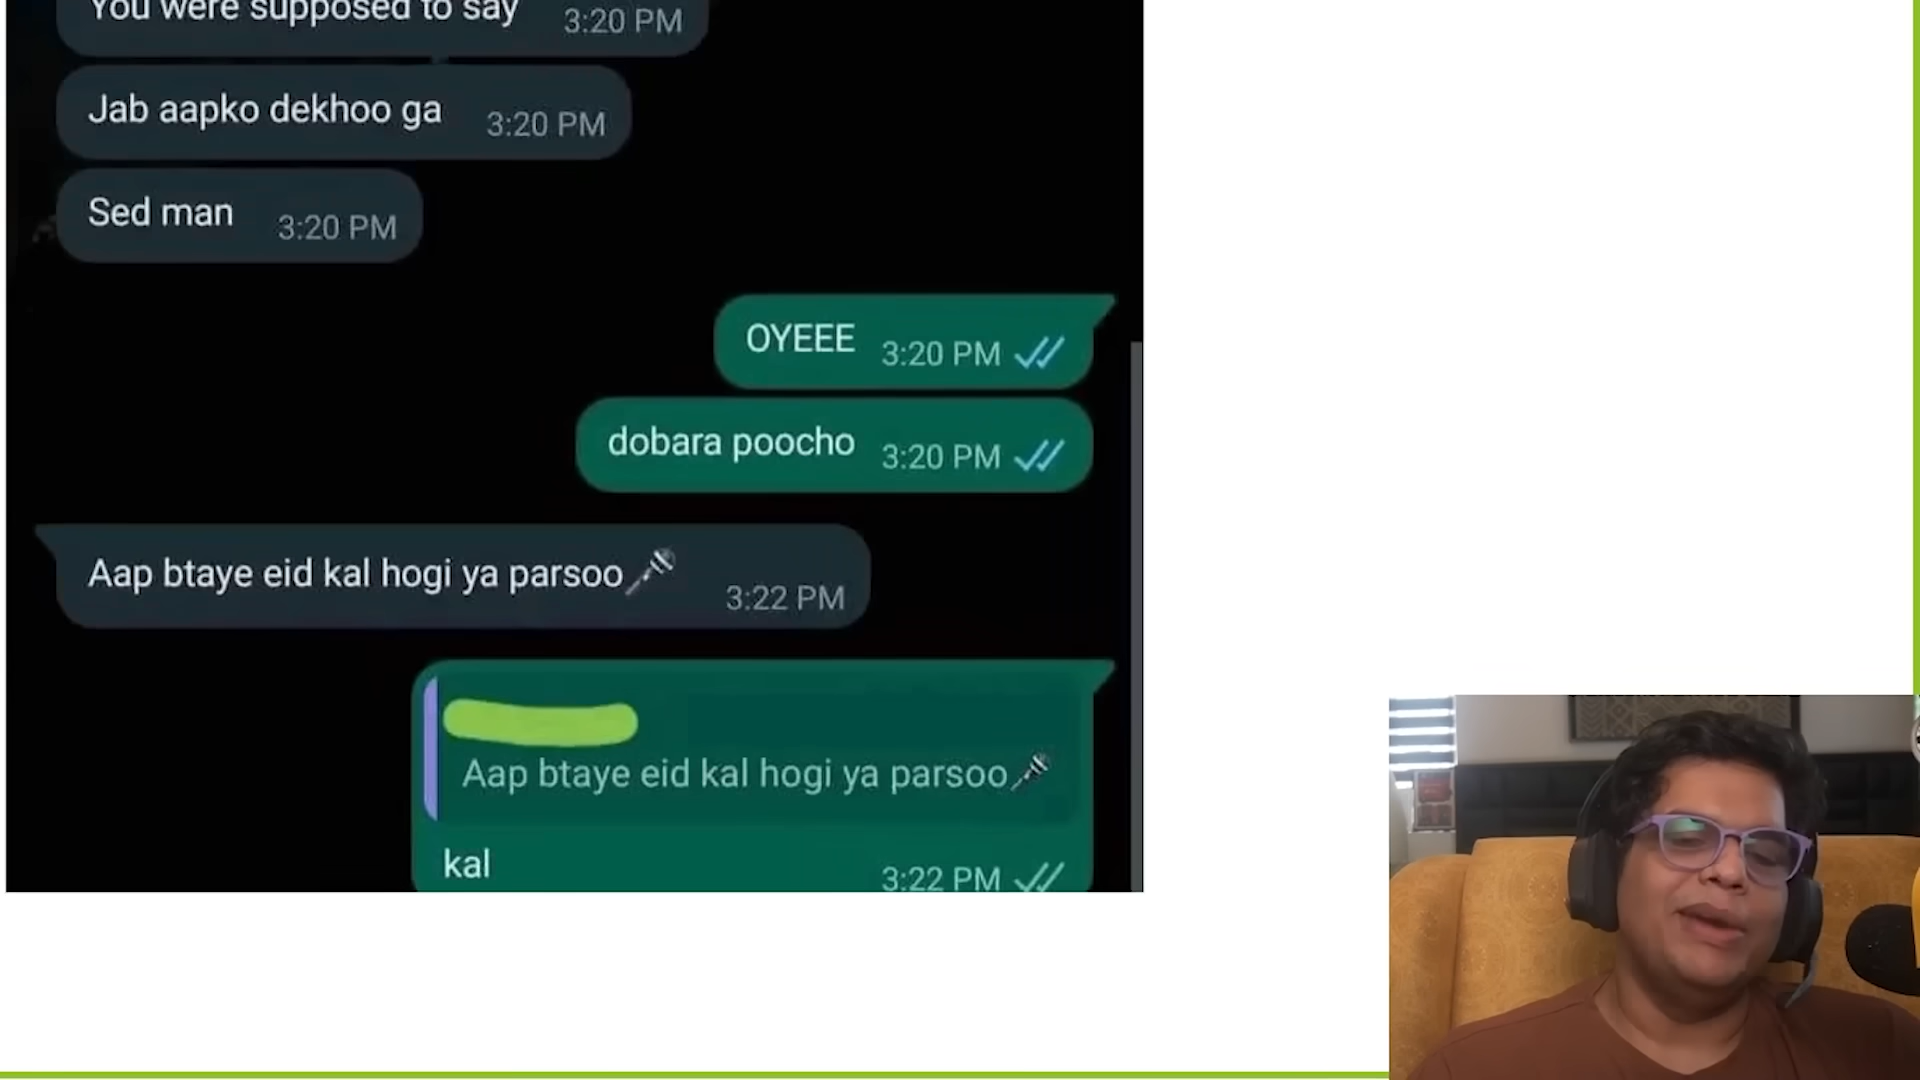 You were supposed to say 3:20 PM
Jab aapko dekhoo ga 3:20 PM
Sed man 3:20 PM
OYEEE 3:20 PM
dobara poocho 3:20 PM
Aap btaye eid kal hogi ya parsoo🎤 3:22 PM
Aap btaye eid kal hogi ya parsoo🎤
kal 3:22 PM